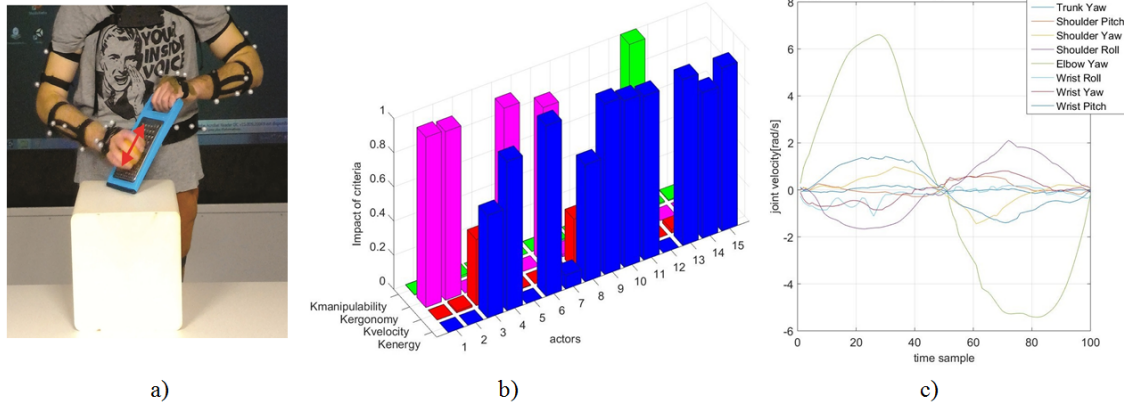 YOUR
INSIDE
VOICE
1
0.8
0.6
0.4
0.2
0
Impact of criteria
Kmanipulability
Kergonomy
Kvelocity
Kenergy
1
2
3
4
5
6
7
8
9
10
11
12
13
14
15
actors
8
6
4
2
0
-2
-4
-6
joint velocity[rad/s]
0
20
40
60
80
100
time sample
Trunk Yaw
Shoulder Pitch
Shoulder Yaw
Shoulder Roll
Elbow Yaw
Wrist Roll
Wrist Yaw
Wrist Pitch
a)
b)
c)